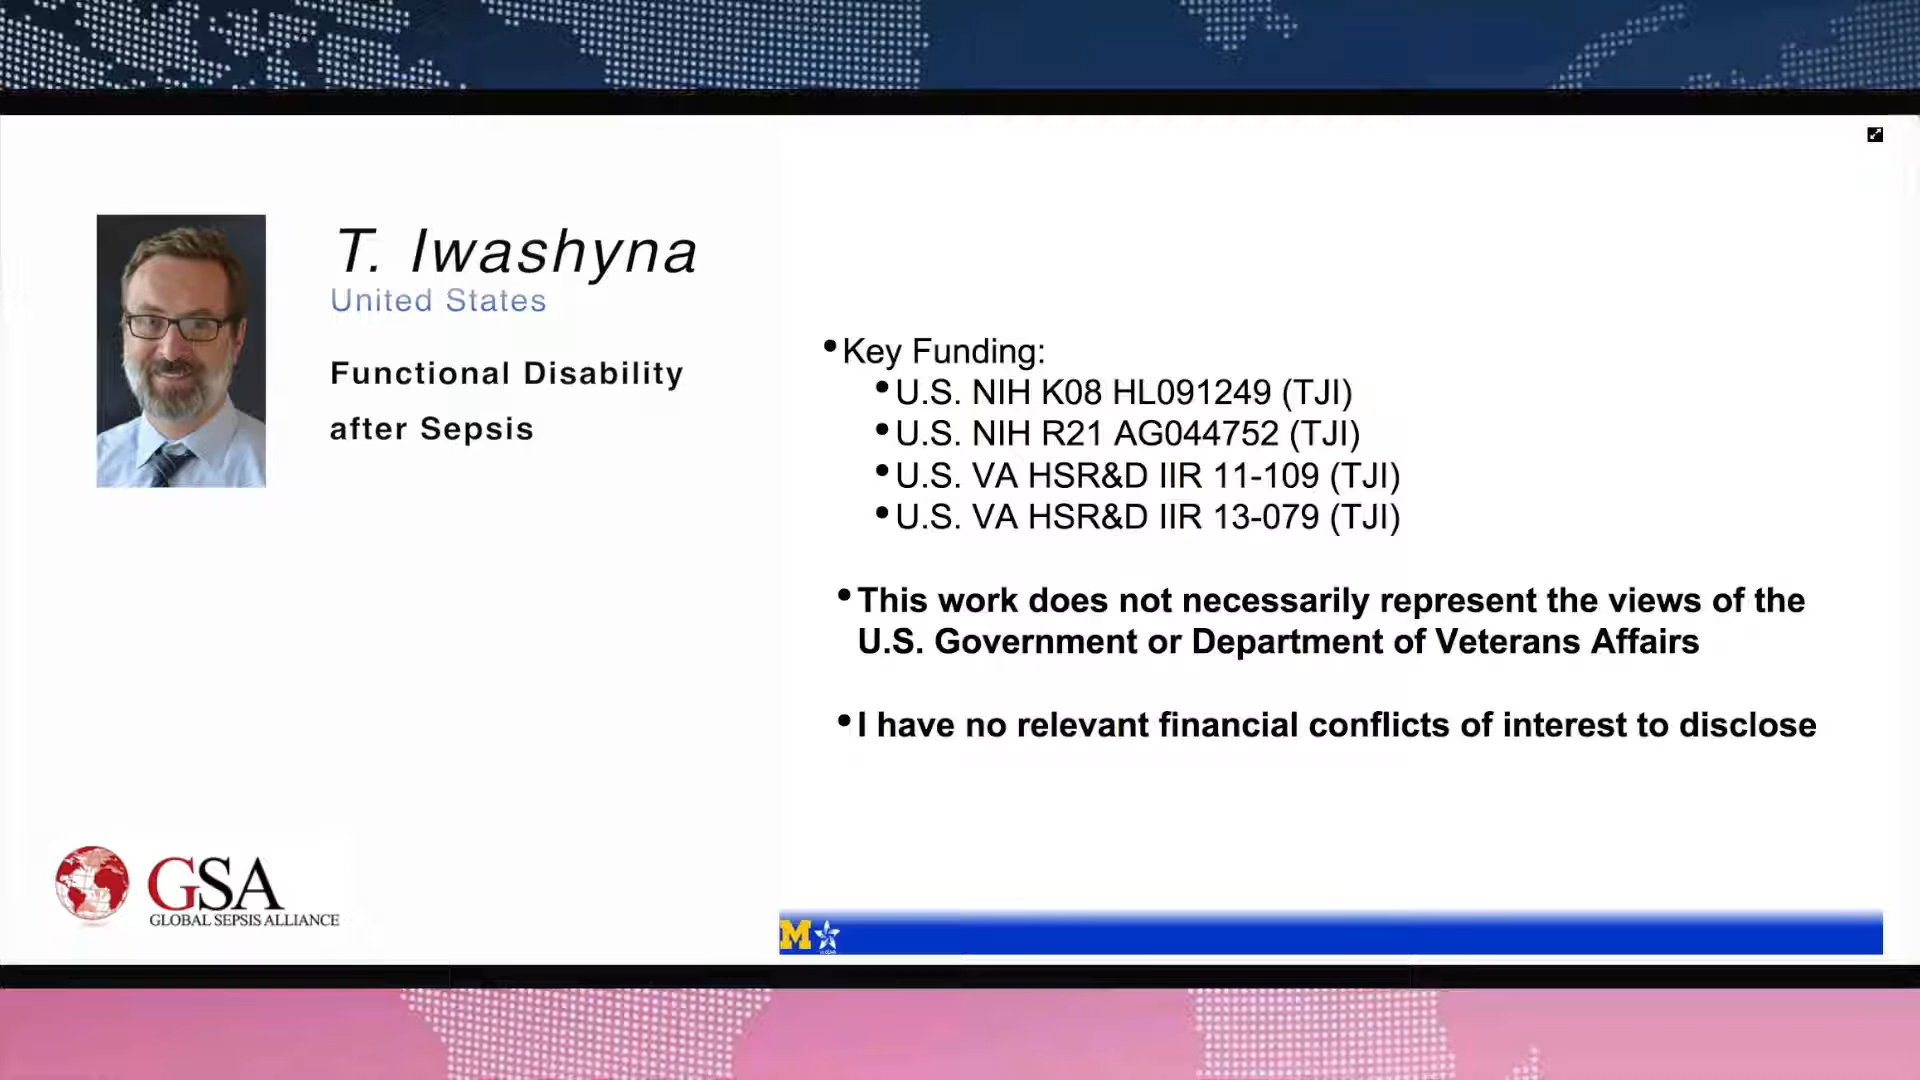 T. Iwashyna
United States
Functional Disability
after Sepsis
•Key Funding:
•U.S. NIH K08 HL091249 (TJI)
•U.S. NIH R21 AG044752 (TJI)
•U.S. VA HSR&D IIR 11-109 (TJI)
•U.S. VA HSR&D IIR 13-079 (TJI)
•This work does not necessarily represent the views of the
U.S. Government or Department of Veterans Affairs
•I have no relevant financial conflicts of interest to disclose
GSA
GLOBAL SEPSIS ALLIANCE
M